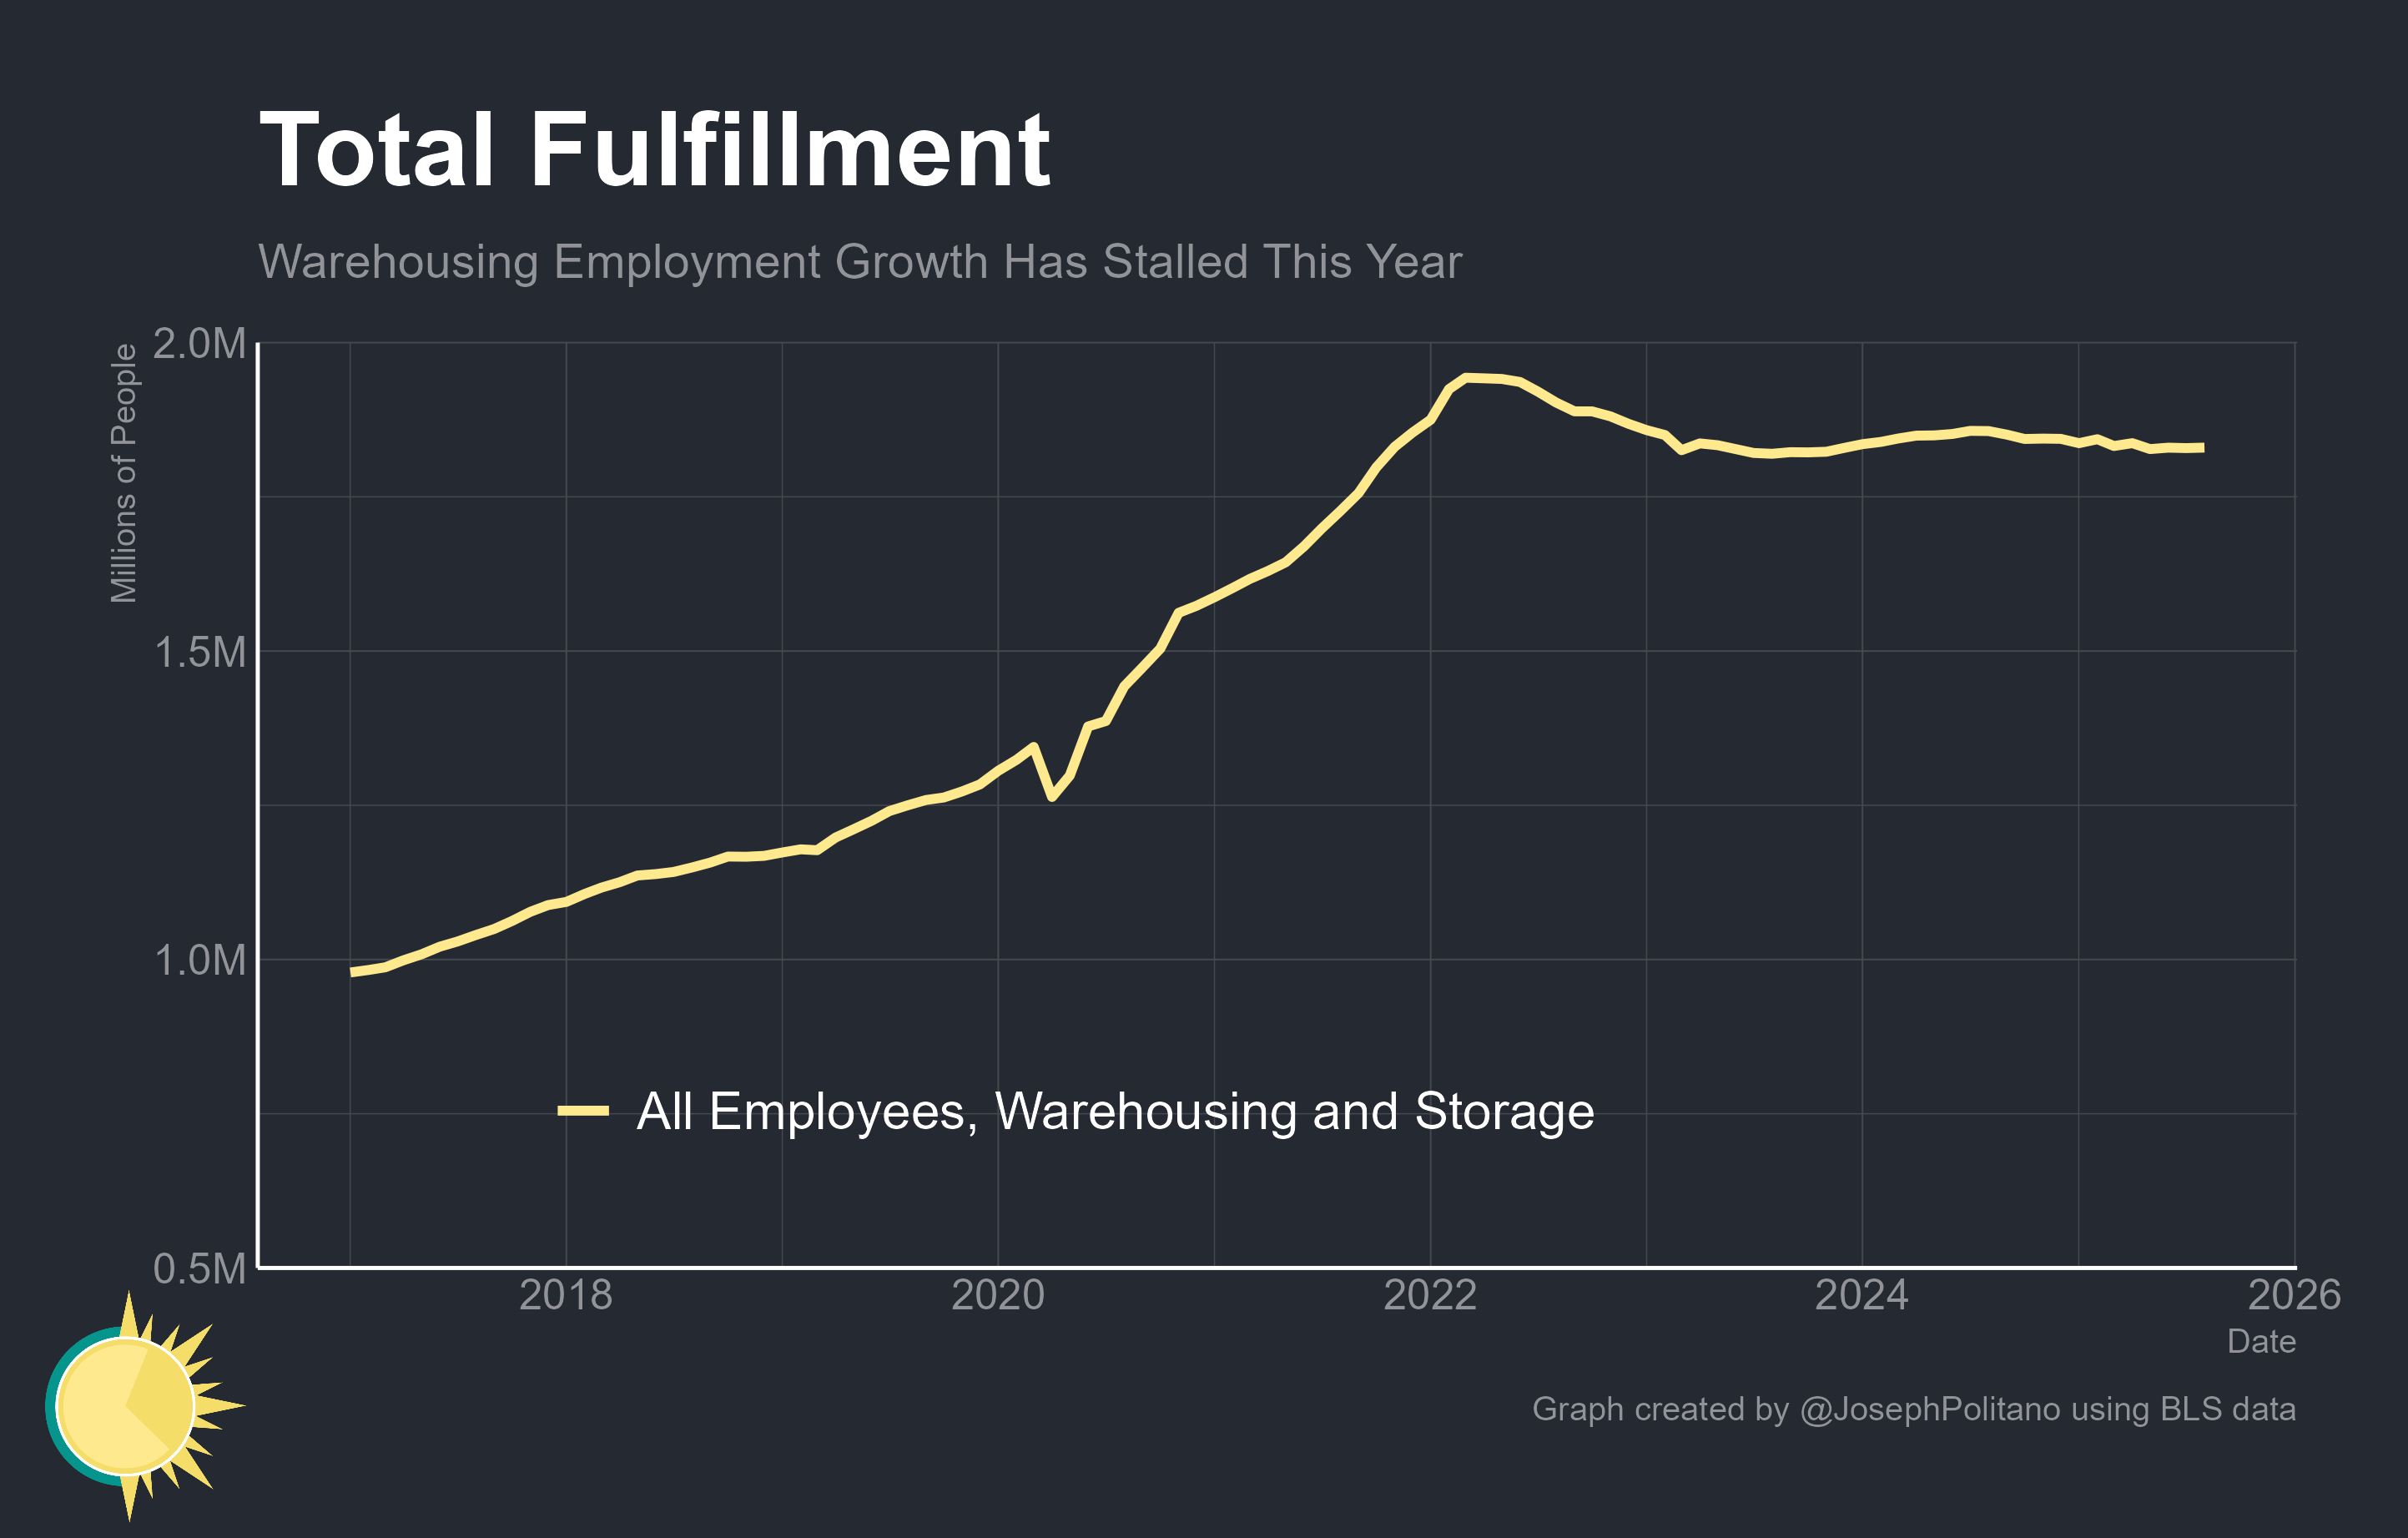 Total Fulfillment
Warehousing Employment Growth Has Stalled This Year
Millions of People
2.0M
1.5M
1.0M
0.5M
All Employees, Warehousing and Storage
2018
2020
2022
2024
2026
Date
Graph created by @JosephPolitano using BLS data